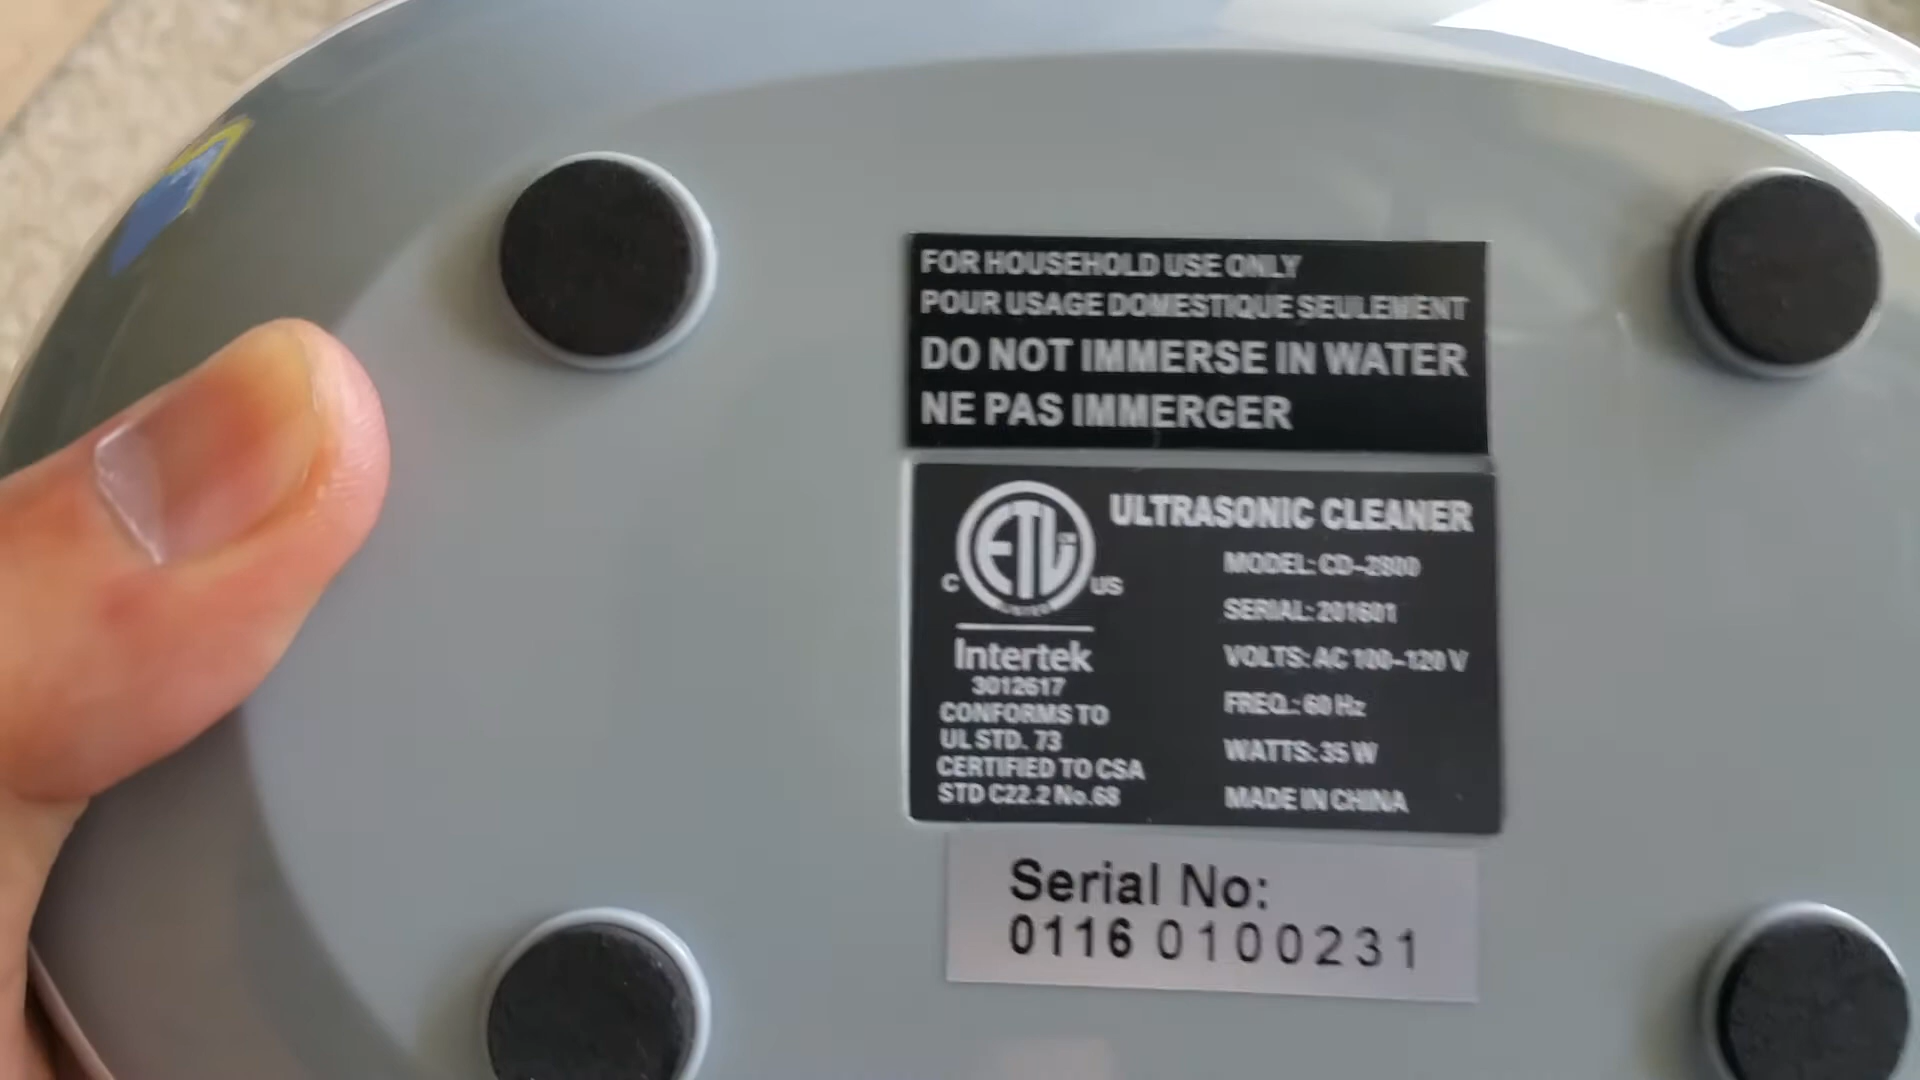 FOR HOUSEHOLD USE ONLY
POUR USAGE DOMESTIQUE SEULEMENT
DO NOT IMMERSE IN WATER
NE PAS IMMERGER
ETL
C
US
Intertek
3012617
CONFORMS TO
UL STD. 73
CERTIFIED TO CSA
STD C22.2 No.68
ULTRASONIC CLEANER
MODEL: CD-2800
SERIAL: 201601
VOLTS: AC 100-120 V
FREQ.: 60 Hz
WATTS: 35 W
MADE IN CHINA
Serial No:
0116 0100231